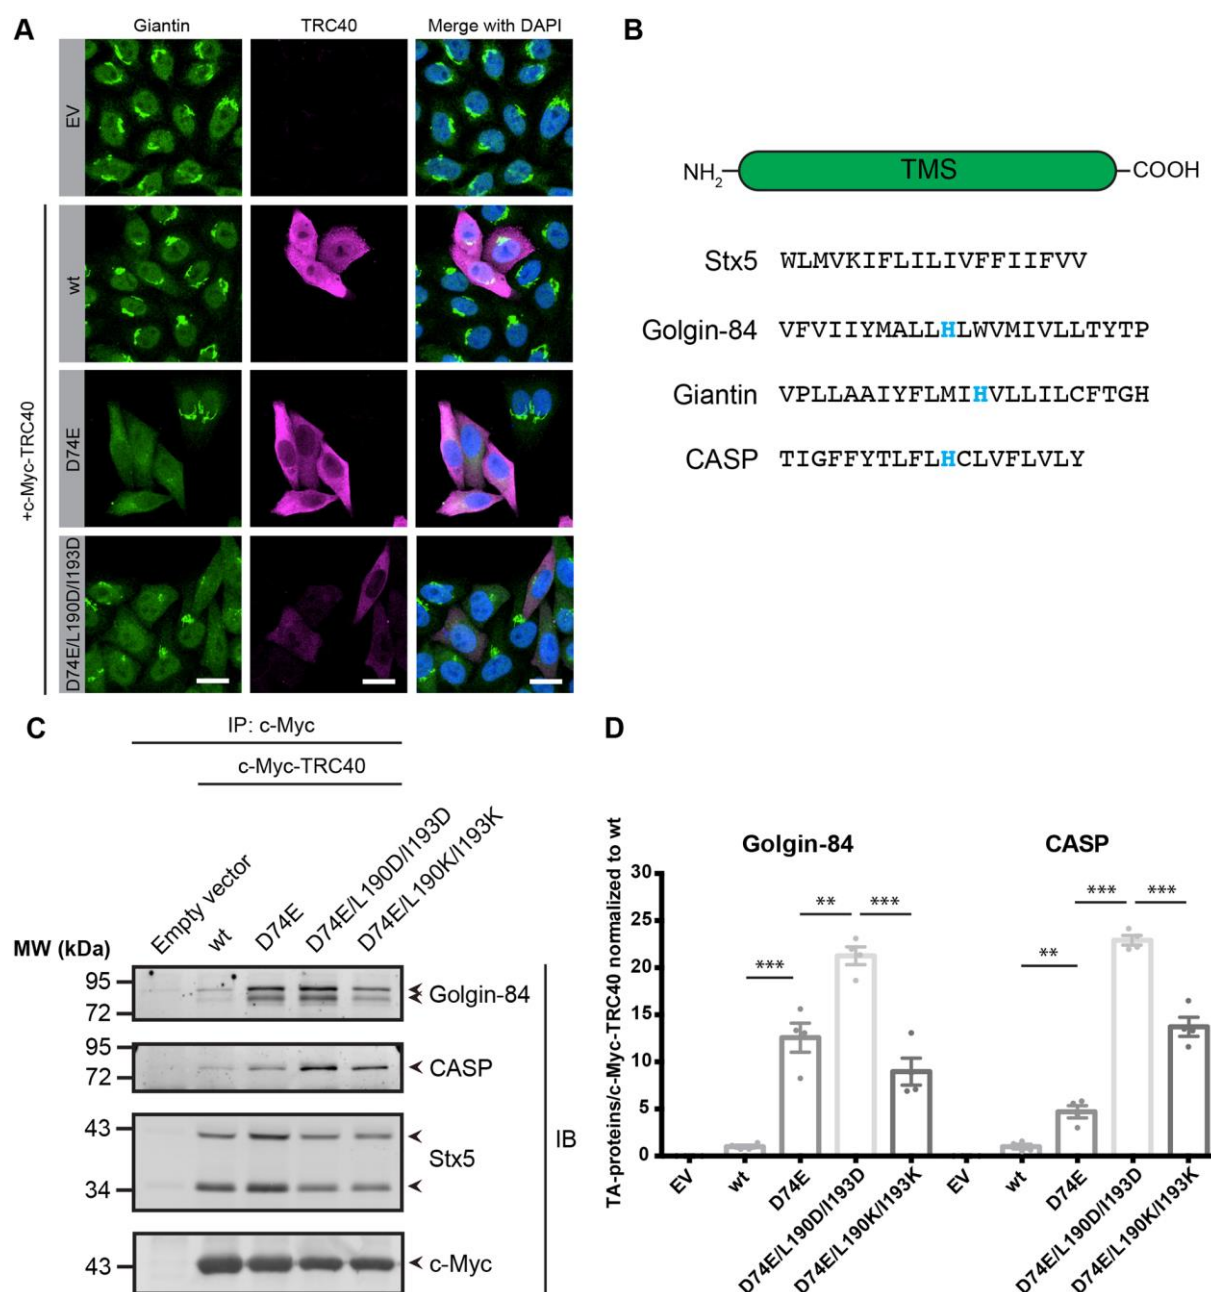 A
Giantin
TRC40
Merge with DAPI
EV
wt
D74E
D74E/L190D/I193D
+c-Myc-TRC40
B
NH2
TMS
COOH
Stx5
WLMVKIFLILIVFFIIFVV
Golgin-84
VFVIIYMALLHLWVMIVLLTYTP
Giantin
VPLLAAIYFLMIHVLLILCFTGH
CASP
TIGFFYTLFLHCLVFLVLY
C
IP: c-Myc
c-Myc-TRC40
Empty vector
wt
D74E
D74E/L190D/I193D
D74E/L190K/I193K
MW (kDa)
95
72
Golgin-84
95
72
CASP
43
34
Stx5
43
c-Myc
IB
D
TA-proteins/c-Myc-TRC40 normalized to wt
Golgin-84
CASP
30
25
20
15
10
5
0
***
**
***
**
***
***
EV
wt
D74E
D74E/L190D/I193D
D74E/L190K/I193K
EV
wt
D74E
D74E/L190D/I193D
D74E/L190K/I193K